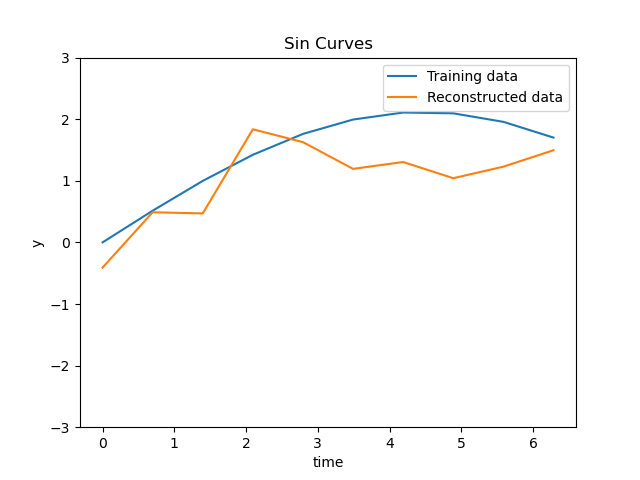 Sin Curves
Training data
Reconstructed data
3
2
1
0
−1
−2
−3
y
0 1 2 3 4 5 6
time